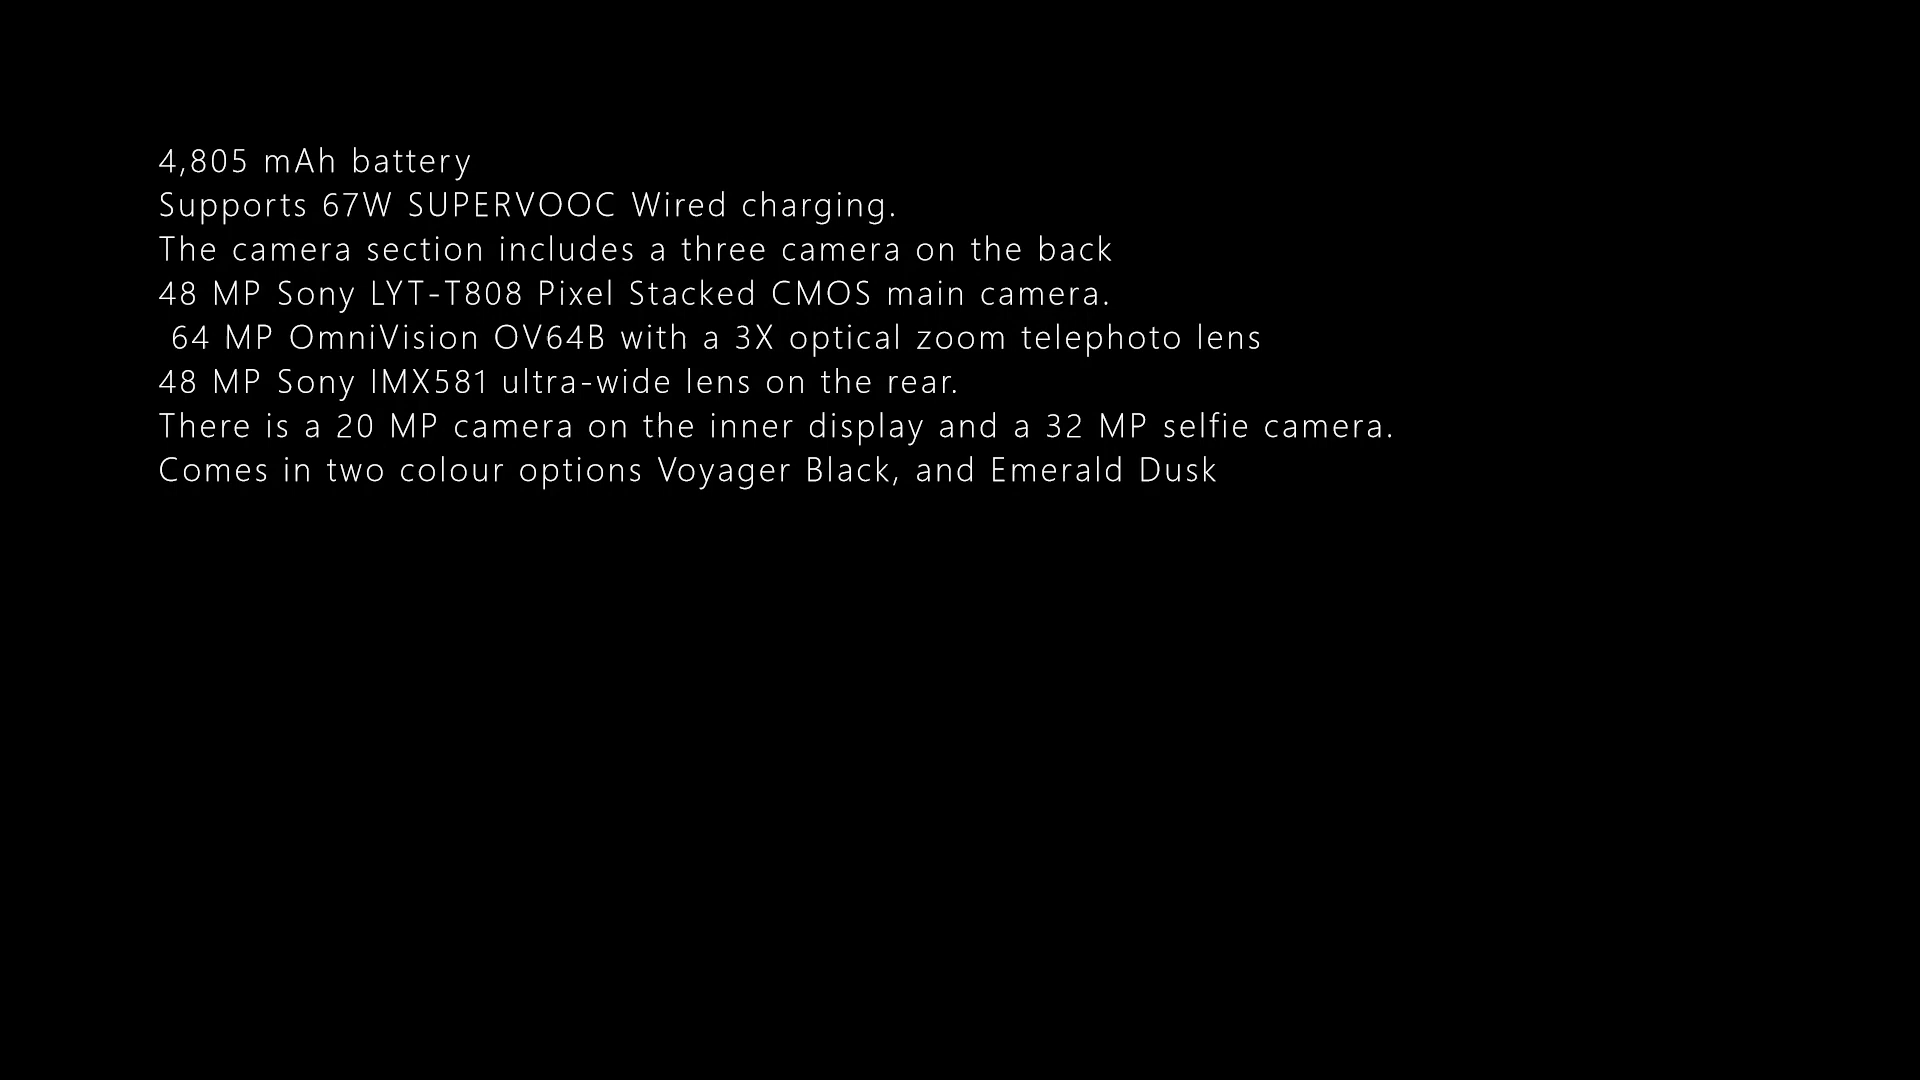 4,805 mAh battery
Supports 67W SUPERVOOC Wired charging.
The camera section includes a three camera on the back
48 MP Sony LYT-T808 Pixel Stacked CMOS main camera.
64 MP OmniVision OV64B with a 3X optical zoom telephoto lens
48 MP Sony IMX581 ultra-wide lens on the rear.
There is a 20 MP camera on the inner display and a 32 MP selfie camera.
Comes in two colour options Voyager Black, and Emerald Dusk